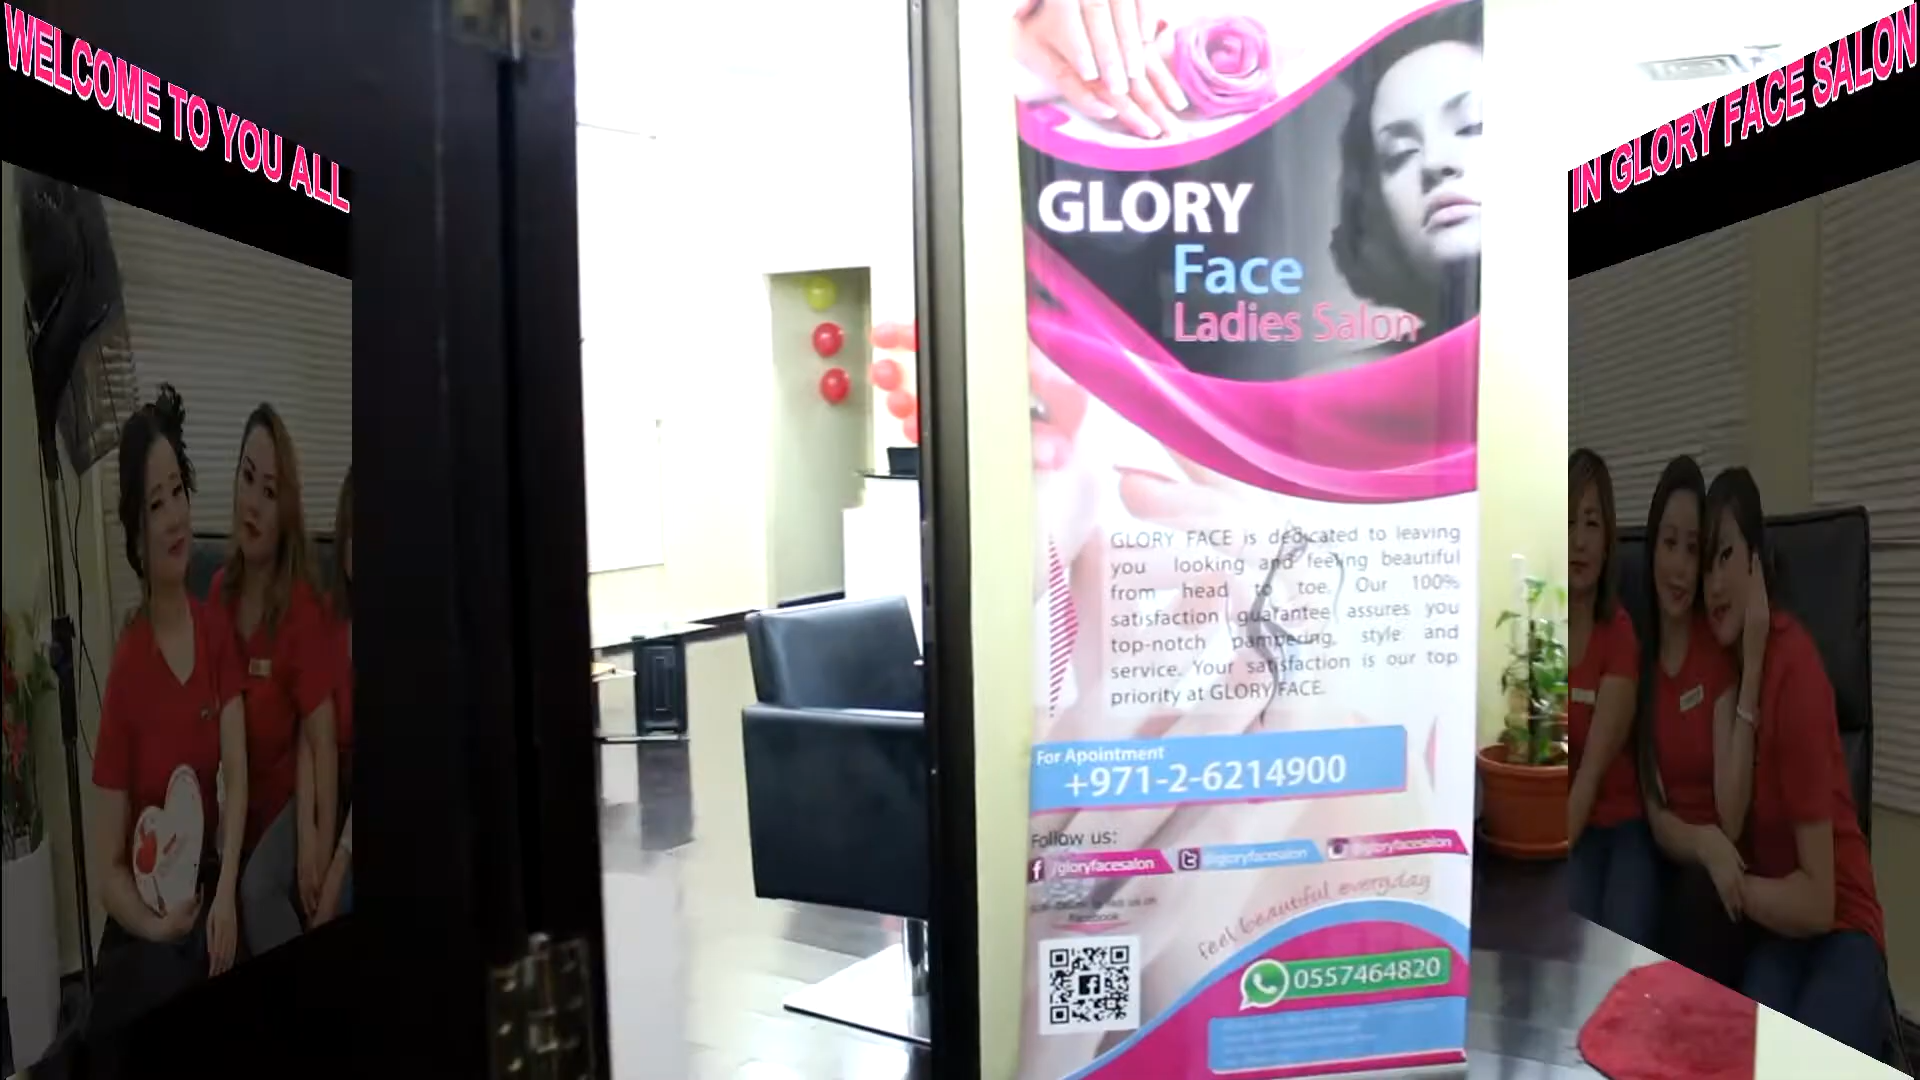 WELCOME TO YOU ALL
IN GLORY FACE SALON
GLORY
Face
Ladies Salon
GLORY FACE is dedicated to leaving
you looking and feeling beautiful
from head to toe. Our 100%
satisfaction guarantee assures you
top-notch pampering, style and
service. Your satisfaction is our top
priority at GLORY FACE.
For Apointment
+971-2-6214900
Follow us:
/gloryfacesalon
@gloryfacesalon
@gloryfacesalon
Facebook
feel beautiful everyday
0557464820